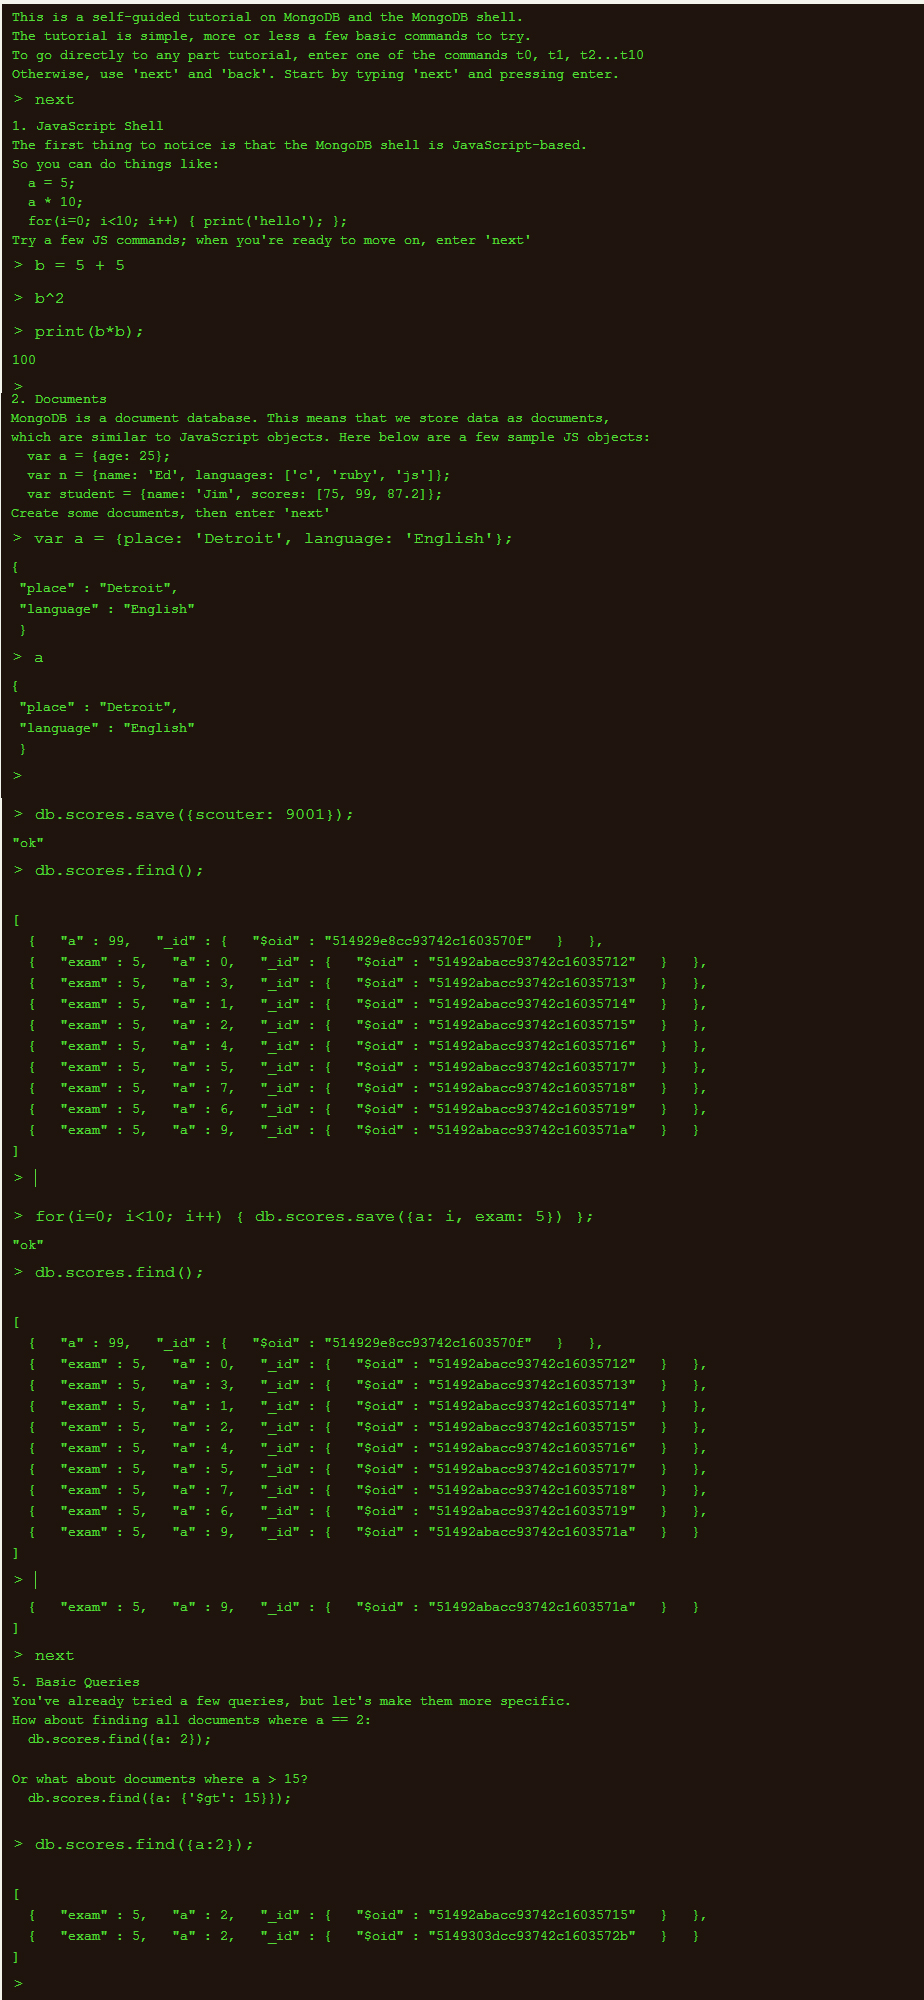 This is a self-guided tutorial on MongoDB and the MongoDB shell.
The tutorial is simple, more or less a few basic commands to try.
To go directly to any part tutorial, enter one of the commands t0, t1, t2...t10
Otherwise, use 'next' and 'back'. Start by typing 'next' and pressing enter.
> next
1. JavaScript Shell
The first thing to notice is that the MongoDB shell is JavaScript-based.
So you can do things like:
  a = 5;
  a * 10;
  for(i=0; i<10; i++) { print('hello'); };
Try a few JS commands; when you're ready to move on, enter 'next'
> b = 5 + 5
> b^2
> print(b*b);
100
>
2. Documents
MongoDB is a document database. This means that we store data as documents,
which are similar to JavaScript objects. Here below are a few sample JS objects:
  var a = {age: 25};
  var n = {name: 'Ed', languages: ['c', 'ruby', 'js']};
  var student = {name: 'Jim', scores: [75, 99, 87.2]};
Create some documents, then enter 'next'
> var a = {place: 'Detroit', language: 'English'};
{
 "place" : "Detroit",
 "language" : "English"
 }
> a
{
 "place" : "Detroit",
 "language" : "English"
 }
>
> db.scores.save({scouter: 9001});
"ok"
> db.scores.find();
[
  {   "a" : 99,   "_id" : {   "$oid" : "514929e8cc93742c1603570f"   }   },
  {   "exam" : 5,   "a" : 0,   "_id" : {   "$oid" : "51492abacc93742c16035712"   }   },
  {   "exam" : 5,   "a" : 3,   "_id" : {   "$oid" : "51492abacc93742c16035713"   }   },
  {   "exam" : 5,   "a" : 1,   "_id" : {   "$oid" : "51492abacc93742c16035714"   }   },
  {   "exam" : 5,   "a" : 2,   "_id" : {   "$oid" : "51492abacc93742c16035715"   }   },
  {   "exam" : 5,   "a" : 4,   "_id" : {   "$oid" : "51492abacc93742c16035716"   }   },
  {   "exam" : 5,   "a" : 5,   "_id" : {   "$oid" : "51492abacc93742c16035717"   }   },
  {   "exam" : 5,   "a" : 7,   "_id" : {   "$oid" : "51492abacc93742c16035718"   }   },
  {   "exam" : 5,   "a" : 6,   "_id" : {   "$oid" : "51492abacc93742c16035719"   }   },
  {   "exam" : 5,   "a" : 9,   "_id" : {   "$oid" : "51492abacc93742c1603571a"   }   }
]
>
> for(i=0; i<10; i++) { db.scores.save({a: i, exam: 5}) };
"ok"
> db.scores.find();
[
  {   "a" : 99,   "_id" : {   "$oid" : "514929e8cc93742c1603570f"   }   },
  {   "exam" : 5,   "a" : 0,   "_id" : {   "$oid" : "51492abacc93742c16035712"   }   },
  {   "exam" : 5,   "a" : 3,   "_id" : {   "$oid" : "51492abacc93742c16035713"   }   },
  {   "exam" : 5,   "a" : 1,   "_id" : {   "$oid" : "51492abacc93742c16035714"   }   },
  {   "exam" : 5,   "a" : 2,   "_id" : {   "$oid" : "51492abacc93742c16035715"   }   },
  {   "exam" : 5,   "a" : 4,   "_id" : {   "$oid" : "51492abacc93742c16035716"   }   },
  {   "exam" : 5,   "a" : 5,   "_id" : {   "$oid" : "51492abacc93742c16035717"   }   },
  {   "exam" : 5,   "a" : 7,   "_id" : {   "$oid" : "51492abacc93742c16035718"   }   },
  {   "exam" : 5,   "a" : 6,   "_id" : {   "$oid" : "51492abacc93742c16035719"   }   },
  {   "exam" : 5,   "a" : 9,   "_id" : {   "$oid" : "51492abacc93742c1603571a"   }   }
]
>
  {   "exam" : 5,   "a" : 9,   "_id" : {   "$oid" : "51492abacc93742c1603571a"   }   }
]
> next
5. Basic Queries
You've already tried a few queries, but let's make them more specific.
How about finding all documents where a == 2:
  db.scores.find({a: 2});
Or what about documents where a > 15?
  db.scores.find({a: {'$gt': 15}});
> db.scores.find({a:2});
[
  {   "exam" : 5,   "a" : 2,   "_id" : {   "$oid" : "51492abacc93742c16035715"   }   },
  {   "exam" : 5,   "a" : 2,   "_id" : {   "$oid" : "5149303dcc93742c1603572b"   }   }
]
>